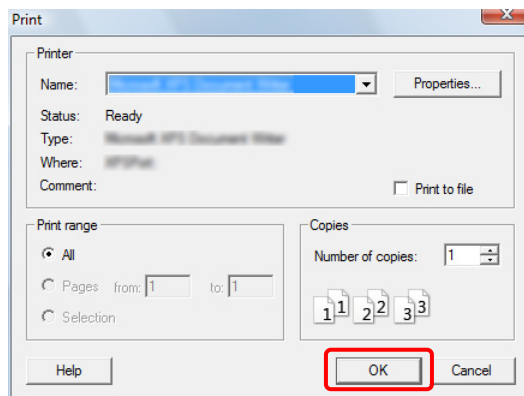 Print
Printer
Name: Properties...
Status: Ready
Type:
Where:
Comment: Print to file
Print range Copies
All Number of copies: 1
Pages from: 1 to: 1
1 1 2 2 3 3
Selection
Help OK Cancel